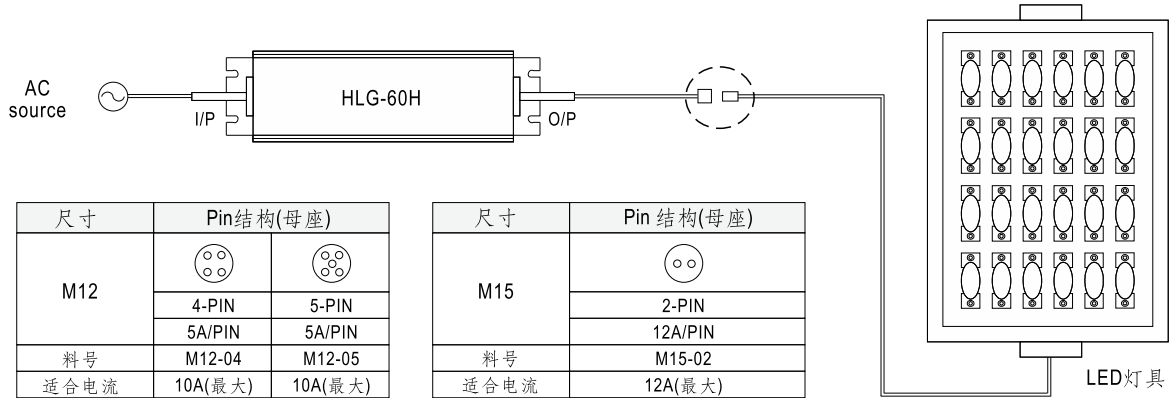 AC
source
I/P
HLG-60H
O/P
尺寸 Pin结构(母座)
M12
4-PIN 5-PIN
5A/PIN 5A/PIN
料号 M12-04 M12-05
适合电流 10A(最大) 10A(最大)
尺寸 Pin 结构(母座)
M15
2-PIN
12A/PIN
料号 M15-02
适合电流 12A(最大)
LED灯具